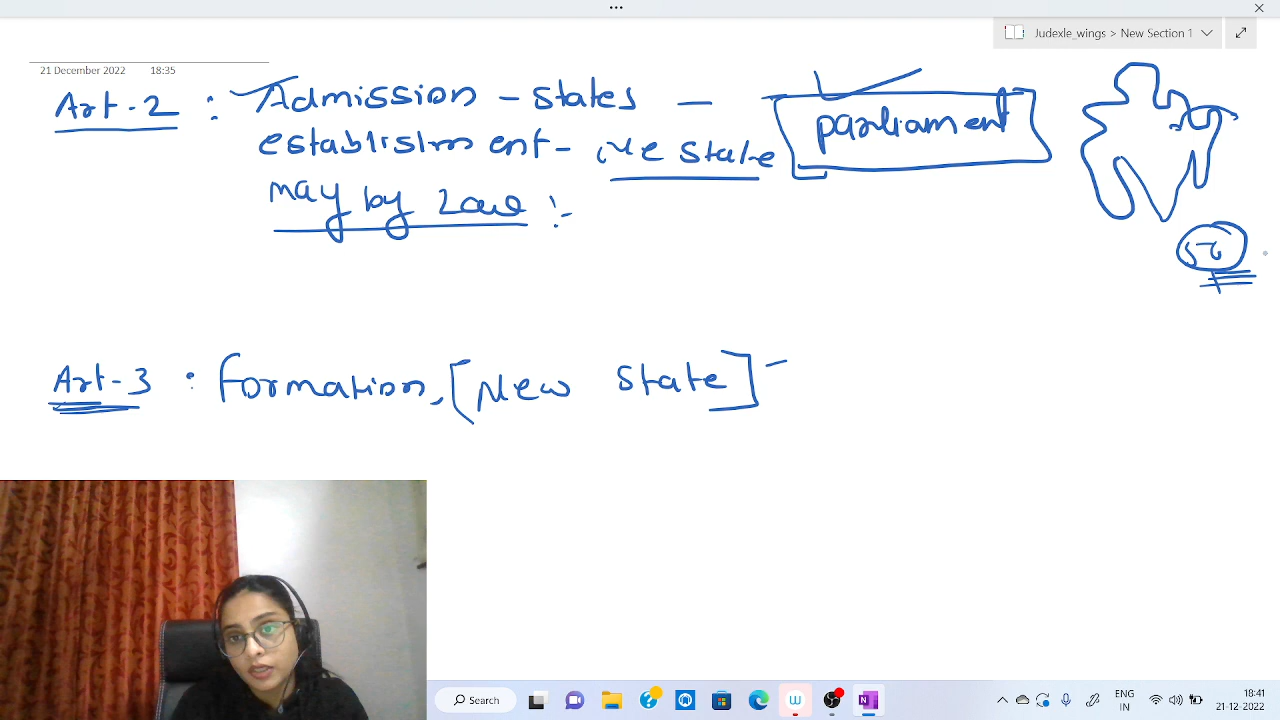 Judexle_wings > New Section 1
21 December 2022 18:35
Art-2 : Admission - states - parliament
establishment - Ne state
may by Law :-
56
Art-3 : Formation, [New State] -
Search
ENG
IN
18:41
21-12-2022